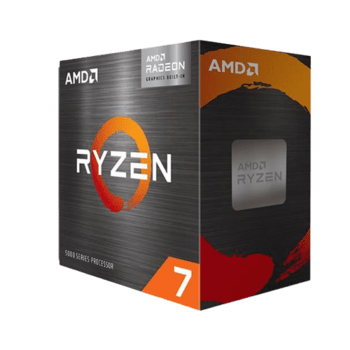 AMD
AMD
RADEON
GRAPHICS BUILT-IN
RYZEN
5000 SERIES PROCESSOR
7
AMD
AMD
RYZEN